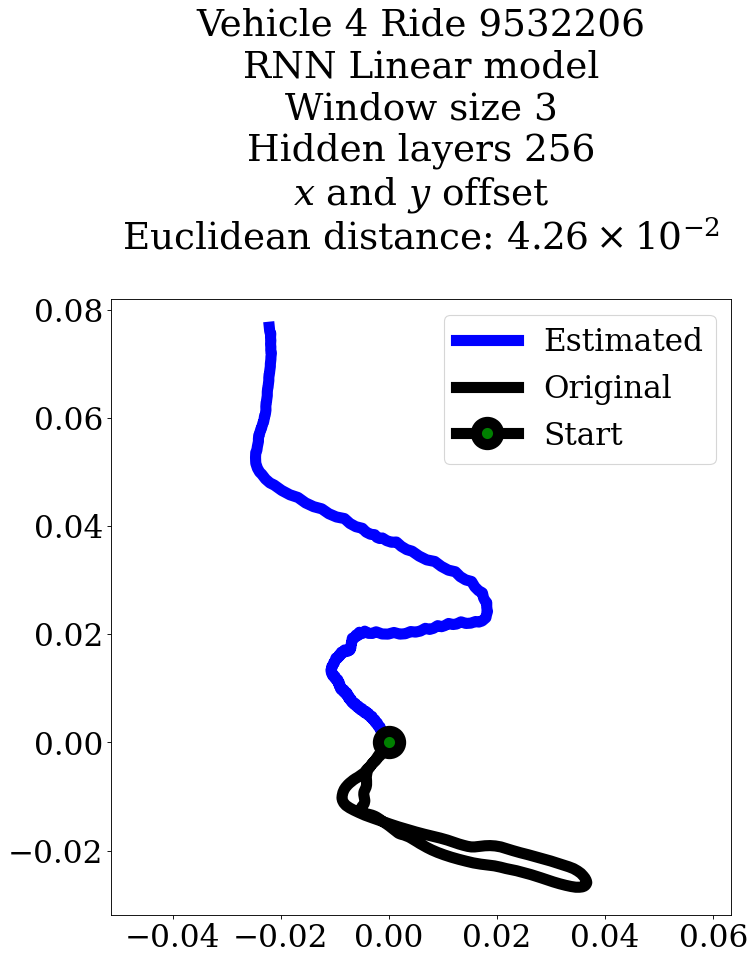 Vehicle 4 Ride 9532206
RNN Linear model
Window size 3
Hidden layers 256
x and y offset
Euclidean distance: 4.26 × 10⁻²
Estimated
Original
Start
0.08
0.06
0.04
0.02
0.00
−0.02
−0.04 −0.02 0.00 0.02 0.04 0.06